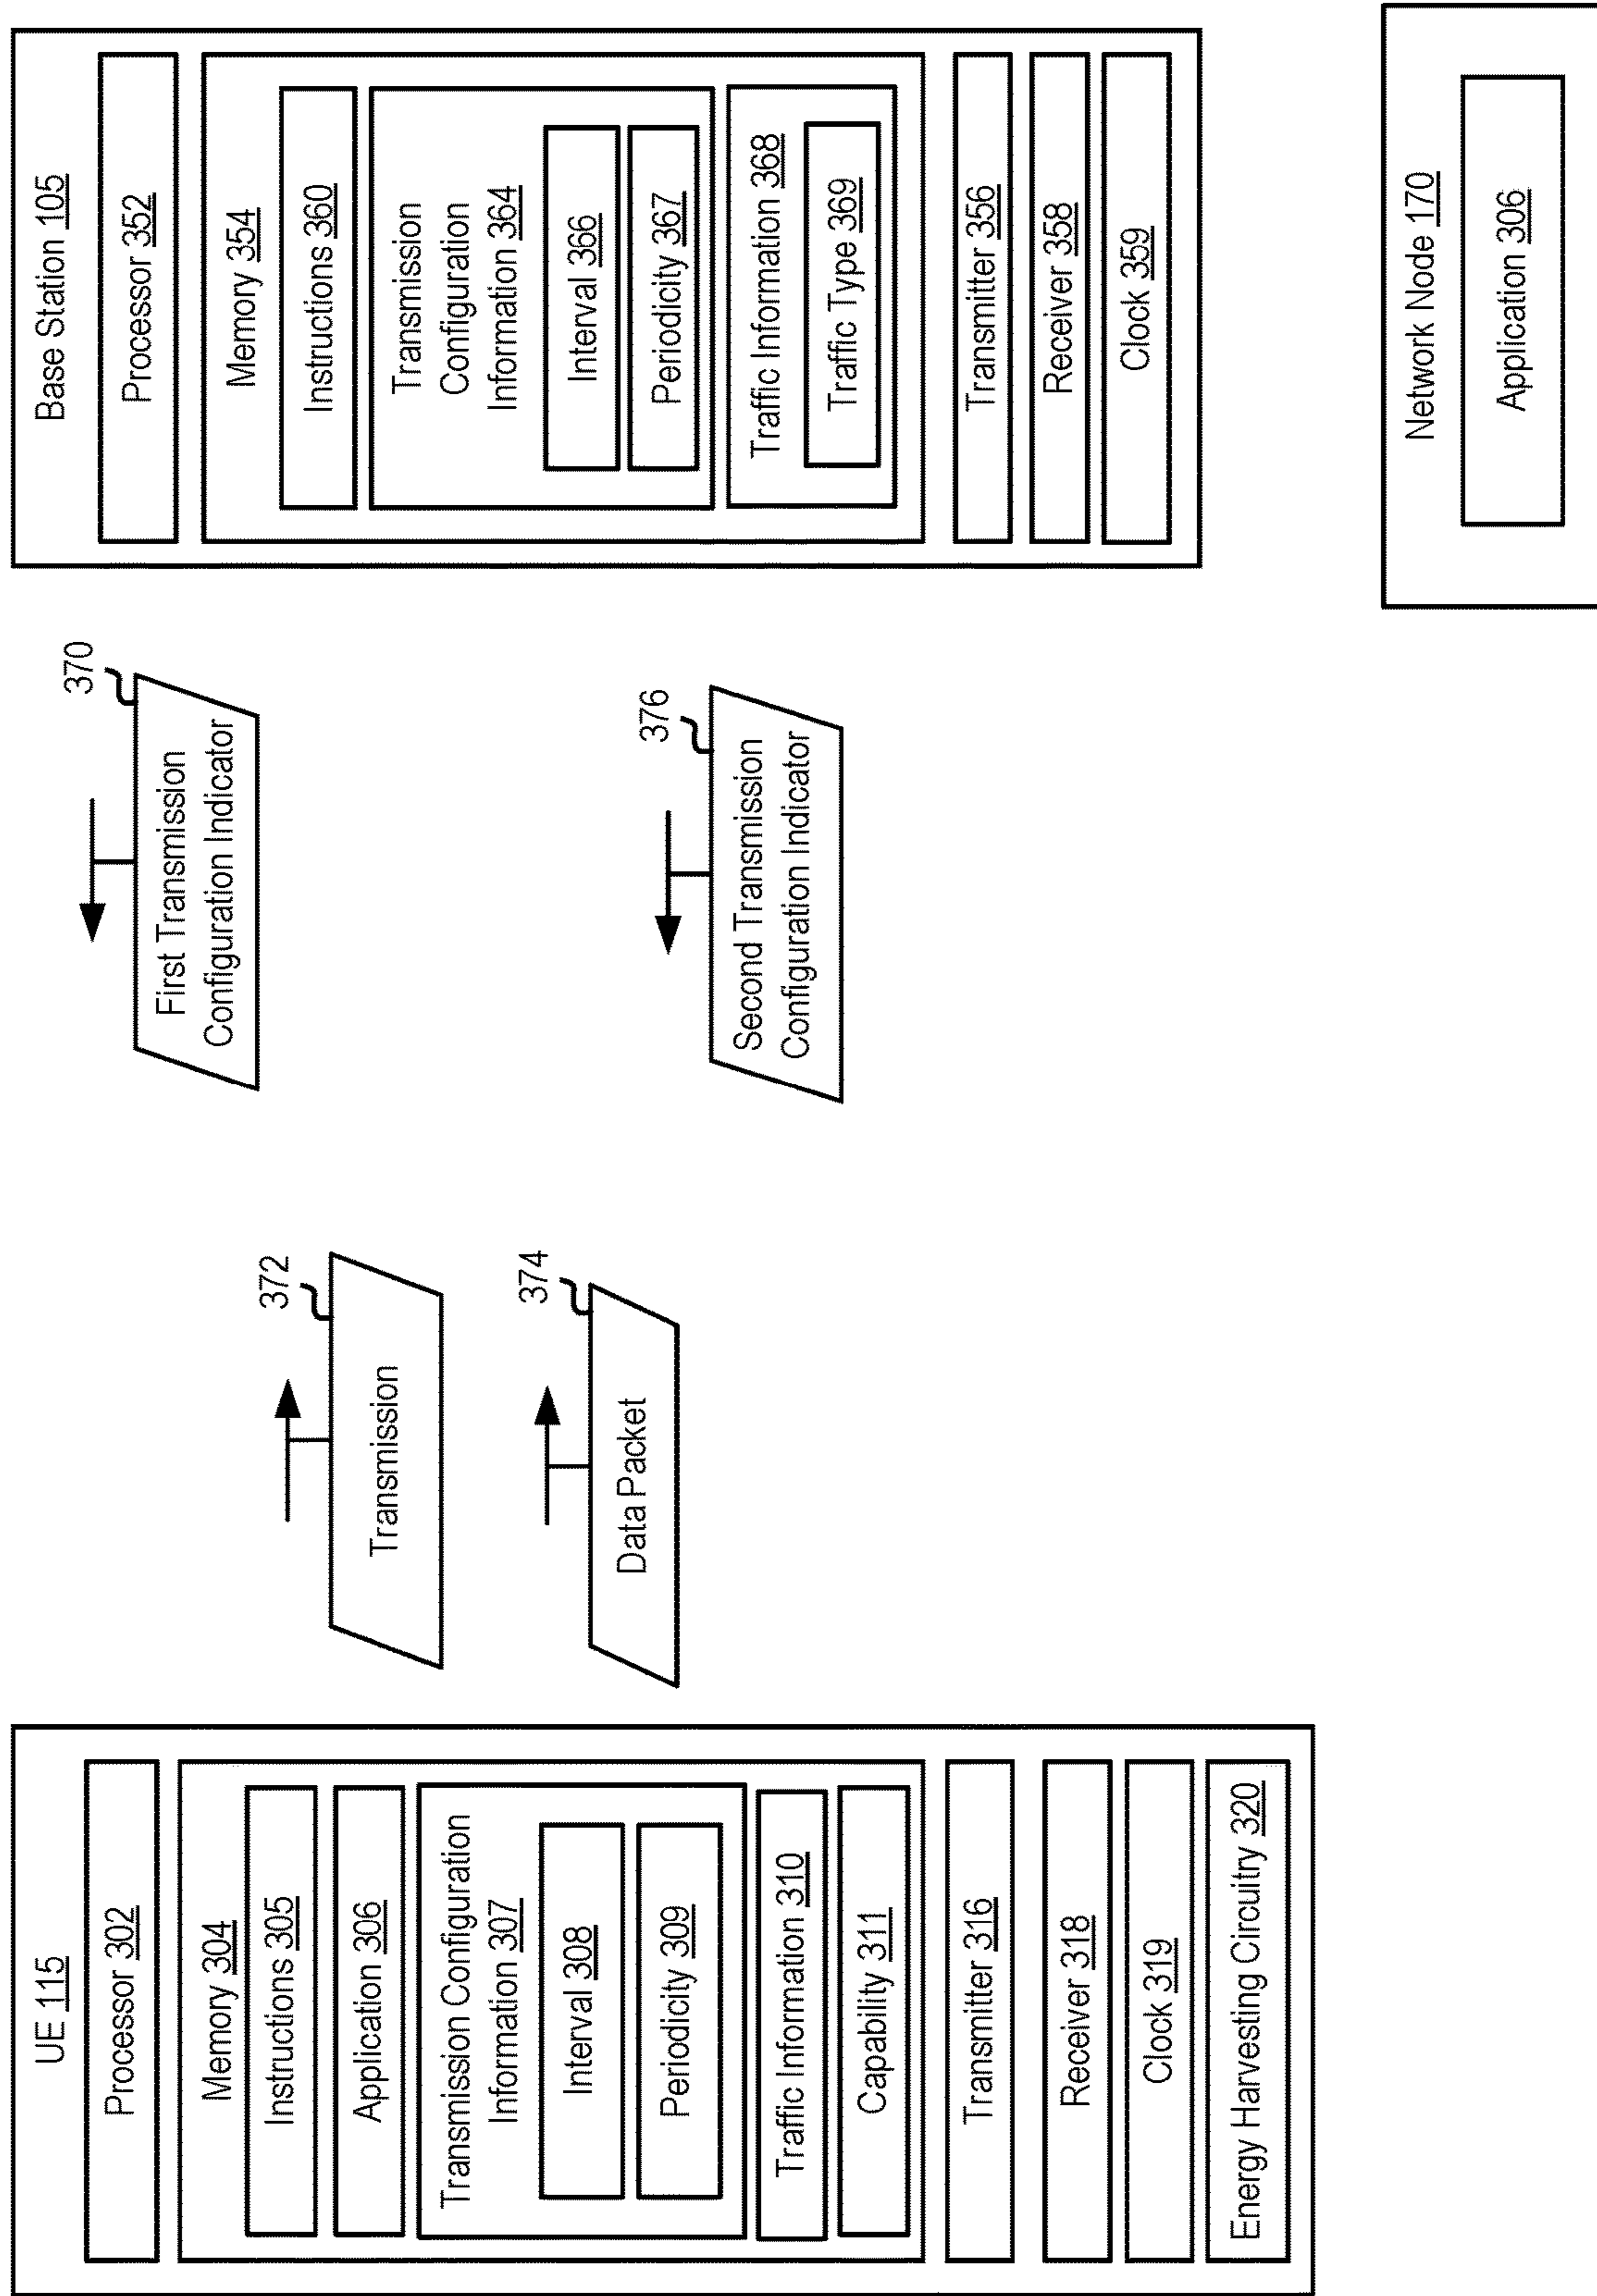 UE 115
Processor 302
Memory 304
Instructions 305
Application 306
Transmission Configuration
Information 307
Interval 308
Periodicity 309
Traffic Information 310
Capability 311
Transmitter 316
Receiver 318
Clock 319
Energy Harvesting Circuitry 320
372
Transmission
374
Data Packet
370
First Transmission
Configuration Indicator
376
Second Transmission
Configuration Indicator
Base Station 105
Processor 352
Memory 354
Instructions 360
Transmission
Configuration
Information 364
Interval 366
Periodicity 367
Traffic Information 368
Traffic Type 369
Transmitter 356
Receiver 358
Clock 359
Network Node 170
Application 306